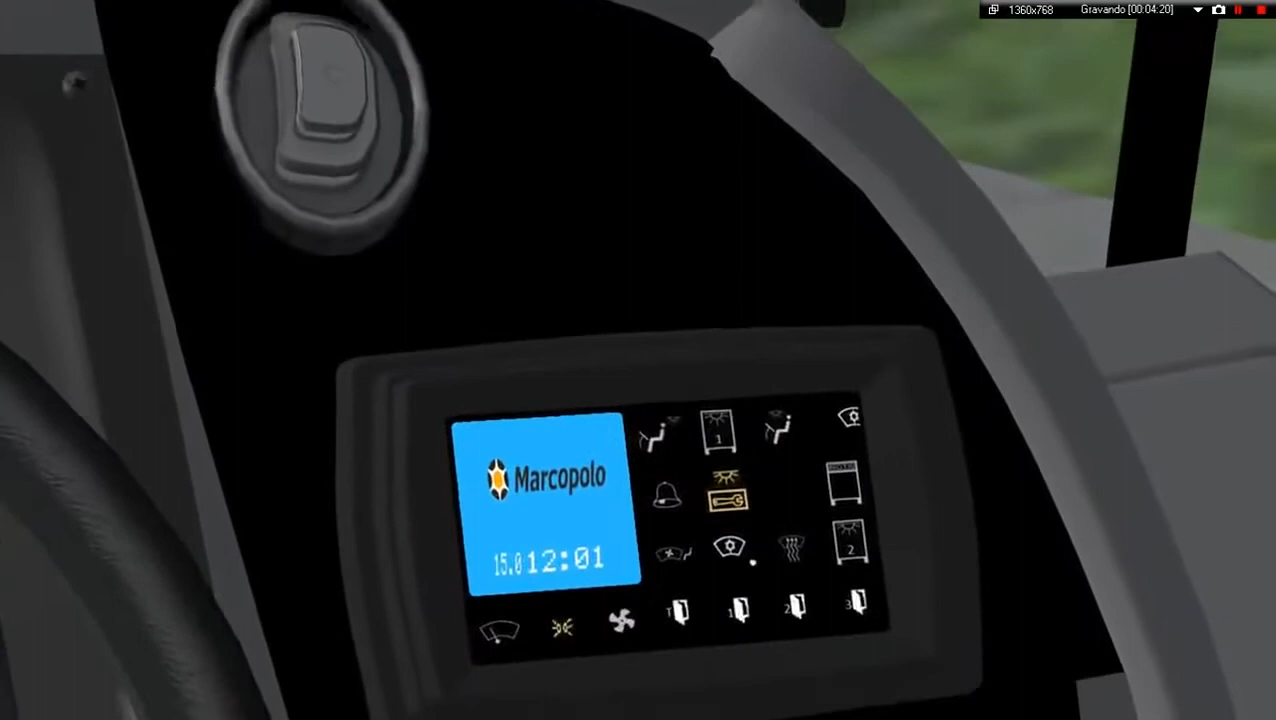 1360x768 Gravando [00:04:20]
1
Marcopolo
2
15.0 12:01
T 1 2 3